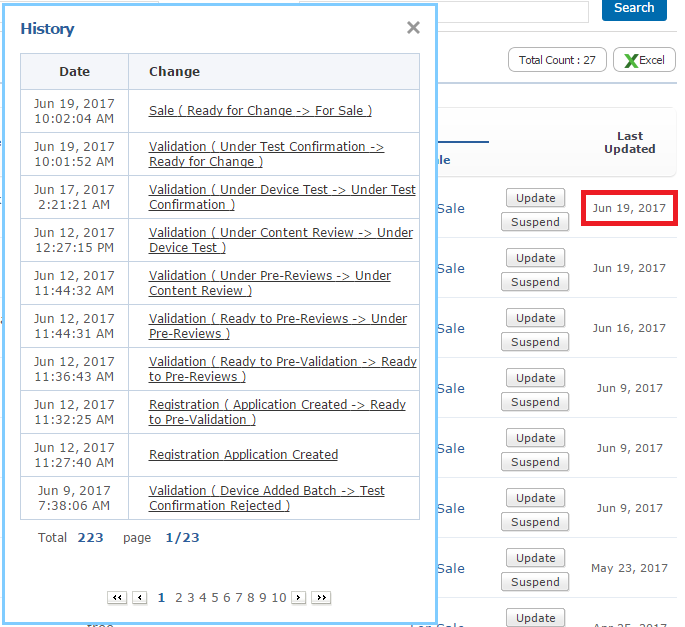 Search
History
Total Count : 27
Excel
Date Change
Last
Updated
Jun 19, 2017
10:02:04 AM
Sale ( Ready for Change -> For Sale )
Jun 19, 2017
10:01:52 AM
Validation ( Under Test Confirmation ->
Ready for Change )
Jun 17, 2017
2:21:21 AM
Validation ( Under Device Test -> Under Test
Confirmation )
Jun 12, 2017
12:27:15 PM
Validation ( Under Content Review -> Under
Device Test )
Jun 12, 2017
11:44:32 AM
Validation ( Under Pre-Reviews -> Under
Content Review )
Jun 12, 2017
11:44:31 AM
Validation ( Ready to Pre-Reviews -> Under
Pre-Reviews )
Jun 12, 2017
11:36:43 AM
Validation ( Ready to Pre-Validation -> Ready
to Pre-Reviews )
Jun 12, 2017
11:32:25 AM
Registration ( Application Created -> Ready
to Pre-Validation )
Jun 12, 2017
11:27:40 AM
Registration Application Created
Jun 9, 2017
7:38:06 AM
Validation ( Device Added Batch -> Test
Confirmation Rejected )
Total 223 page 1/23
1 2 3 4 5 6 7 8 9 10
Sale
Update
Suspend
Jun 19, 2017
Sale
Update
Suspend
Jun 19, 2017
Sale
Update
Suspend
Jun 16, 2017
Sale
Update
Suspend
Jun 9, 2017
Sale
Update
Suspend
Jun 9, 2017
Sale
Update
Suspend
Jun 9, 2017
Sale
Update
Suspend
May 23, 2017
Update